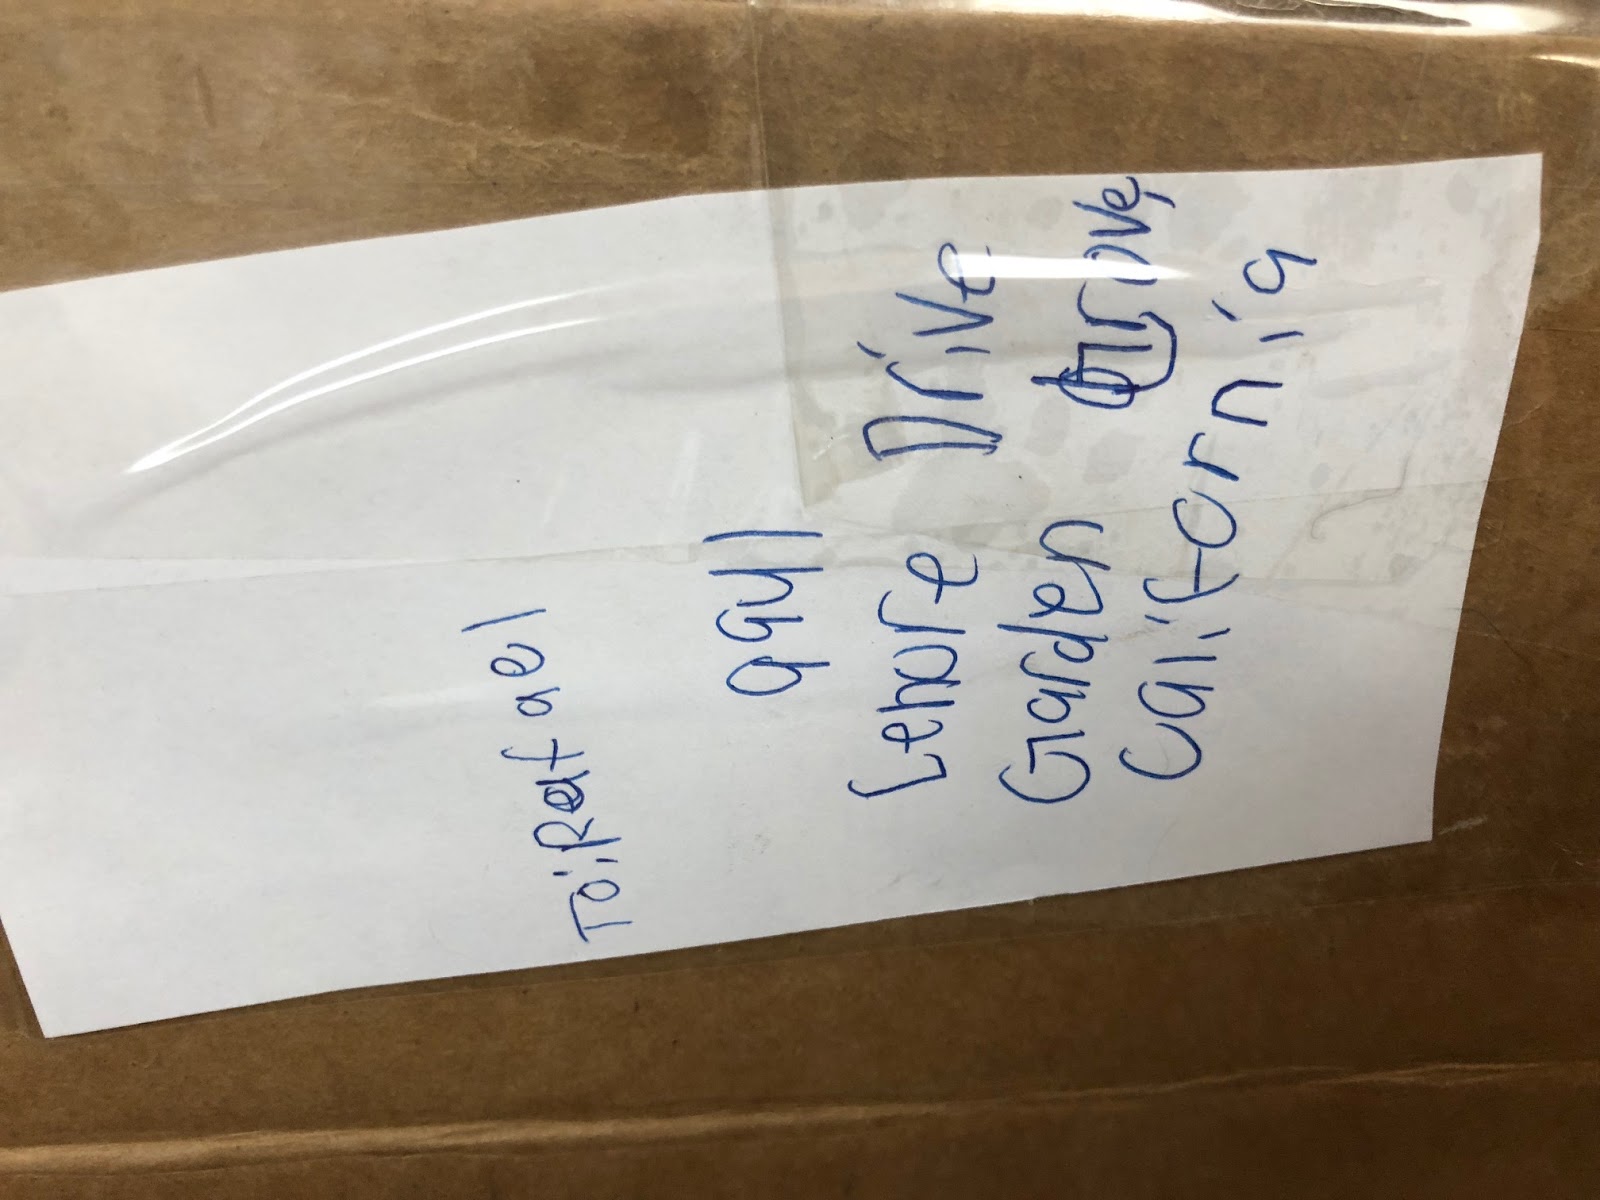 To: Rafael
9941
Lenore Drive
Garden Grove,
California